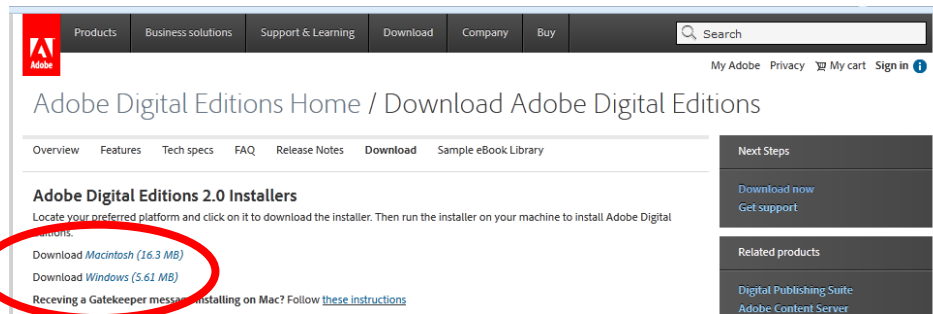 Products Business solutions Support & Learning Download Company Buy Search
Adobe
My Adobe Privacy My cart Sign in i
Adobe Digital Editions Home / Download Adobe Digital Editions
Overview Features Tech specs FAQ Release Notes Download Sample eBook Library
Next Steps
Download now
Get support
Adobe Digital Editions 2.0 Installers
Locate your preferred platform and click on it to download the installer. Then run the installer on your machine to install Adobe Digital
Editions.
Download Macintosh (16.3 MB)
Download Windows (5.61 MB)
Receving a Gatekeeper message installing on Mac? Follow these instructions
Related products
Digital Publishing Suite
Adobe Content Server